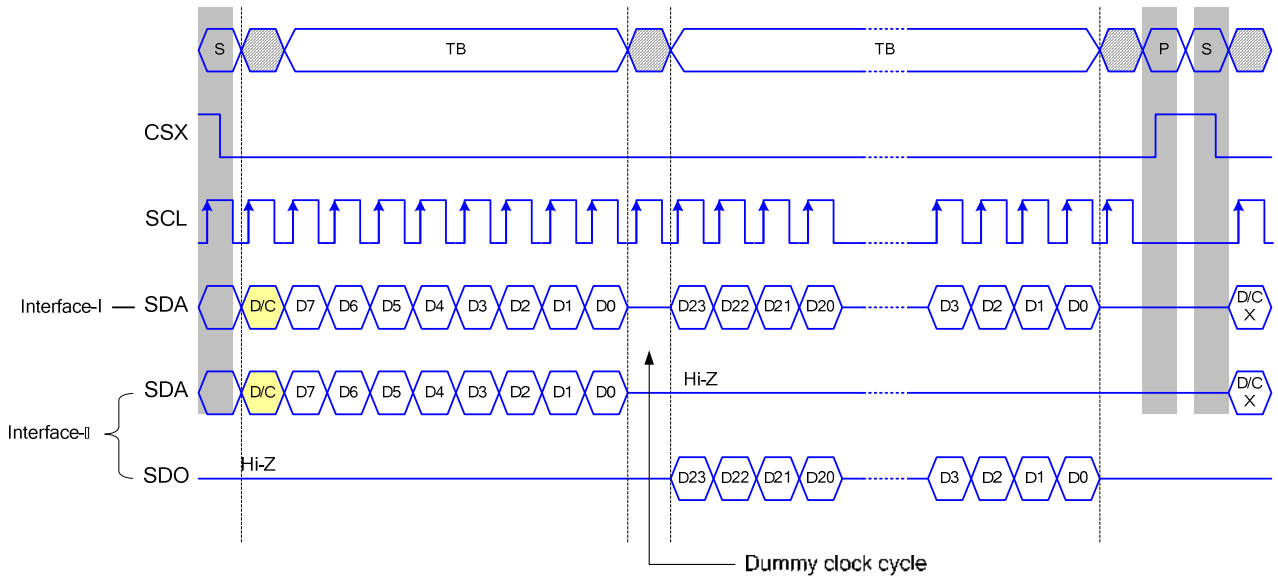 S TB TB P S
CSX
SCL
Interface-I SDA D/C D7 D6 D5 D4 D3 D2 D1 D0 D23 D22 D21 D20 D3 D2 D1 D0 D/C X
Hi-Z
SDA D/C D7 D6 D5 D4 D3 D2 D1 D0 D/C X
Interface-▯
Hi-Z
SDO D23 D22 D21 D20 D3 D2 D1 D0
Dummy clock cycle